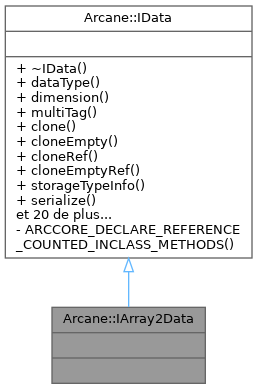 Arcane::IData
+ ~IData()
+ dataType()
+ dimension()
+ multiTag()
+ clone()
+ cloneEmpty()
+ cloneRef()
+ cloneEmptyRef()
+ storageTypeInfo()
+ serialize()
et 20 de plus...
- ARCCORE_DECLARE_REFERENCE
_COUNTED_INCLASS_METHODS()
Arcane::IArray2Data